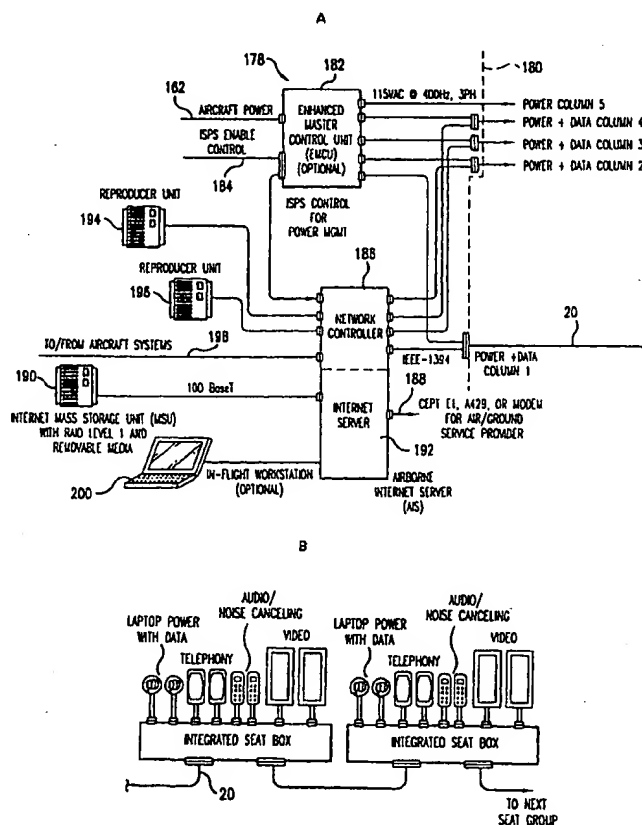 A
178
182
180
162
AIRCRAFT POWER
ISPS ENABLE
CONTROL
184
ENHANCED
MASTER
CONTROL UNIT
(EMCU)
(OPTIONAL)
115VAC @ 400Hz, 3PH
POWER COLUMN 5
POWER + DATA COLUMN 4
POWER + DATA COLUMN 3
POWER + DATA COLUMN 2
ISPS CONTROL
FOR
POWER MGMT
REPRODUCER UNIT
194
REPRODUCER UNIT
196
186
NETWORK
CONTROLLER
TO/FROM AIRCRAFT SYSTEMS
198
IEEE-1394
POWER +DATA
COLUMN 1
20
190
100 BaseT
INTERNET MASS STORAGE UNIT (MSU)
WITH RAID LEVEL 1 AND
REMOVABLE MEDIA
INTERNET
SERVER
188
CEPT E1, A429, OR MODEM
FOR AIR/GROUND
SERVICE PROVIDER
192
200
IN-FLIGHT WORKSTATION
(OPTIONAL)
AIRBORNE
INTERNET SERVER
(AIS)
B
LAPTOP POWER
WITH DATA
TELEPHONY
AUDIO/
NOISE CANCELING
VIDEO
INTEGRATED SEAT BOX
20
LAPTOP POWER
WITH DATA
TELEPHONY
AUDIO/
NOISE CANCELING
VIDEO
INTEGRATED SEAT BOX
TO NEXT
SEAT GROUP